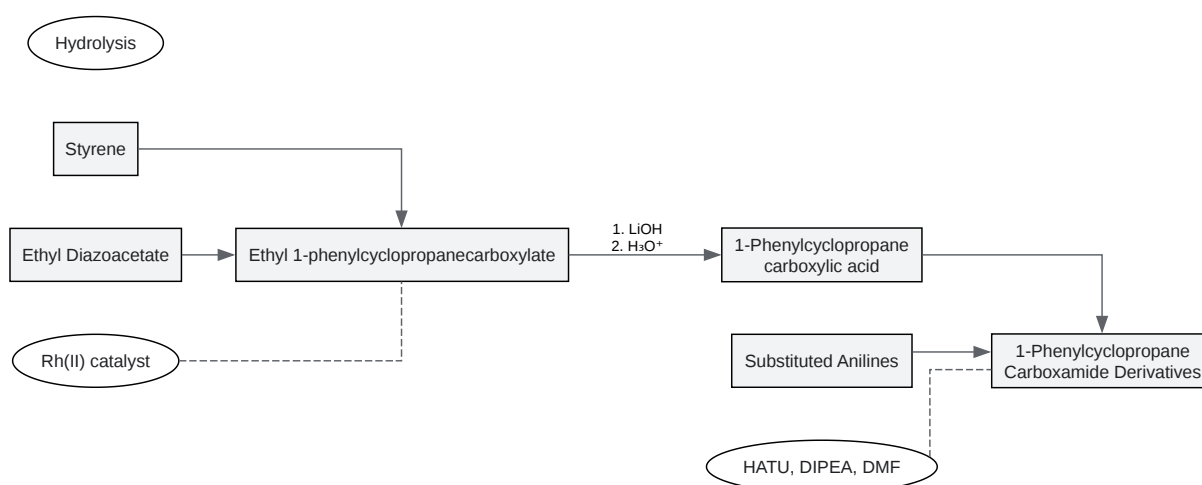 Hydrolysis
Styrene
Ethyl Diazoacetate
Ethyl 1-phenylcyclopropanecarboxylate
1. LiOH
2. H₃O⁺
1-Phenylcyclopropane
carboxylic acid
Rh(II) catalyst
Substituted Anilines
1-Phenylcyclopropane
Carboxamide Derivatives
HATU, DIPEA, DMF